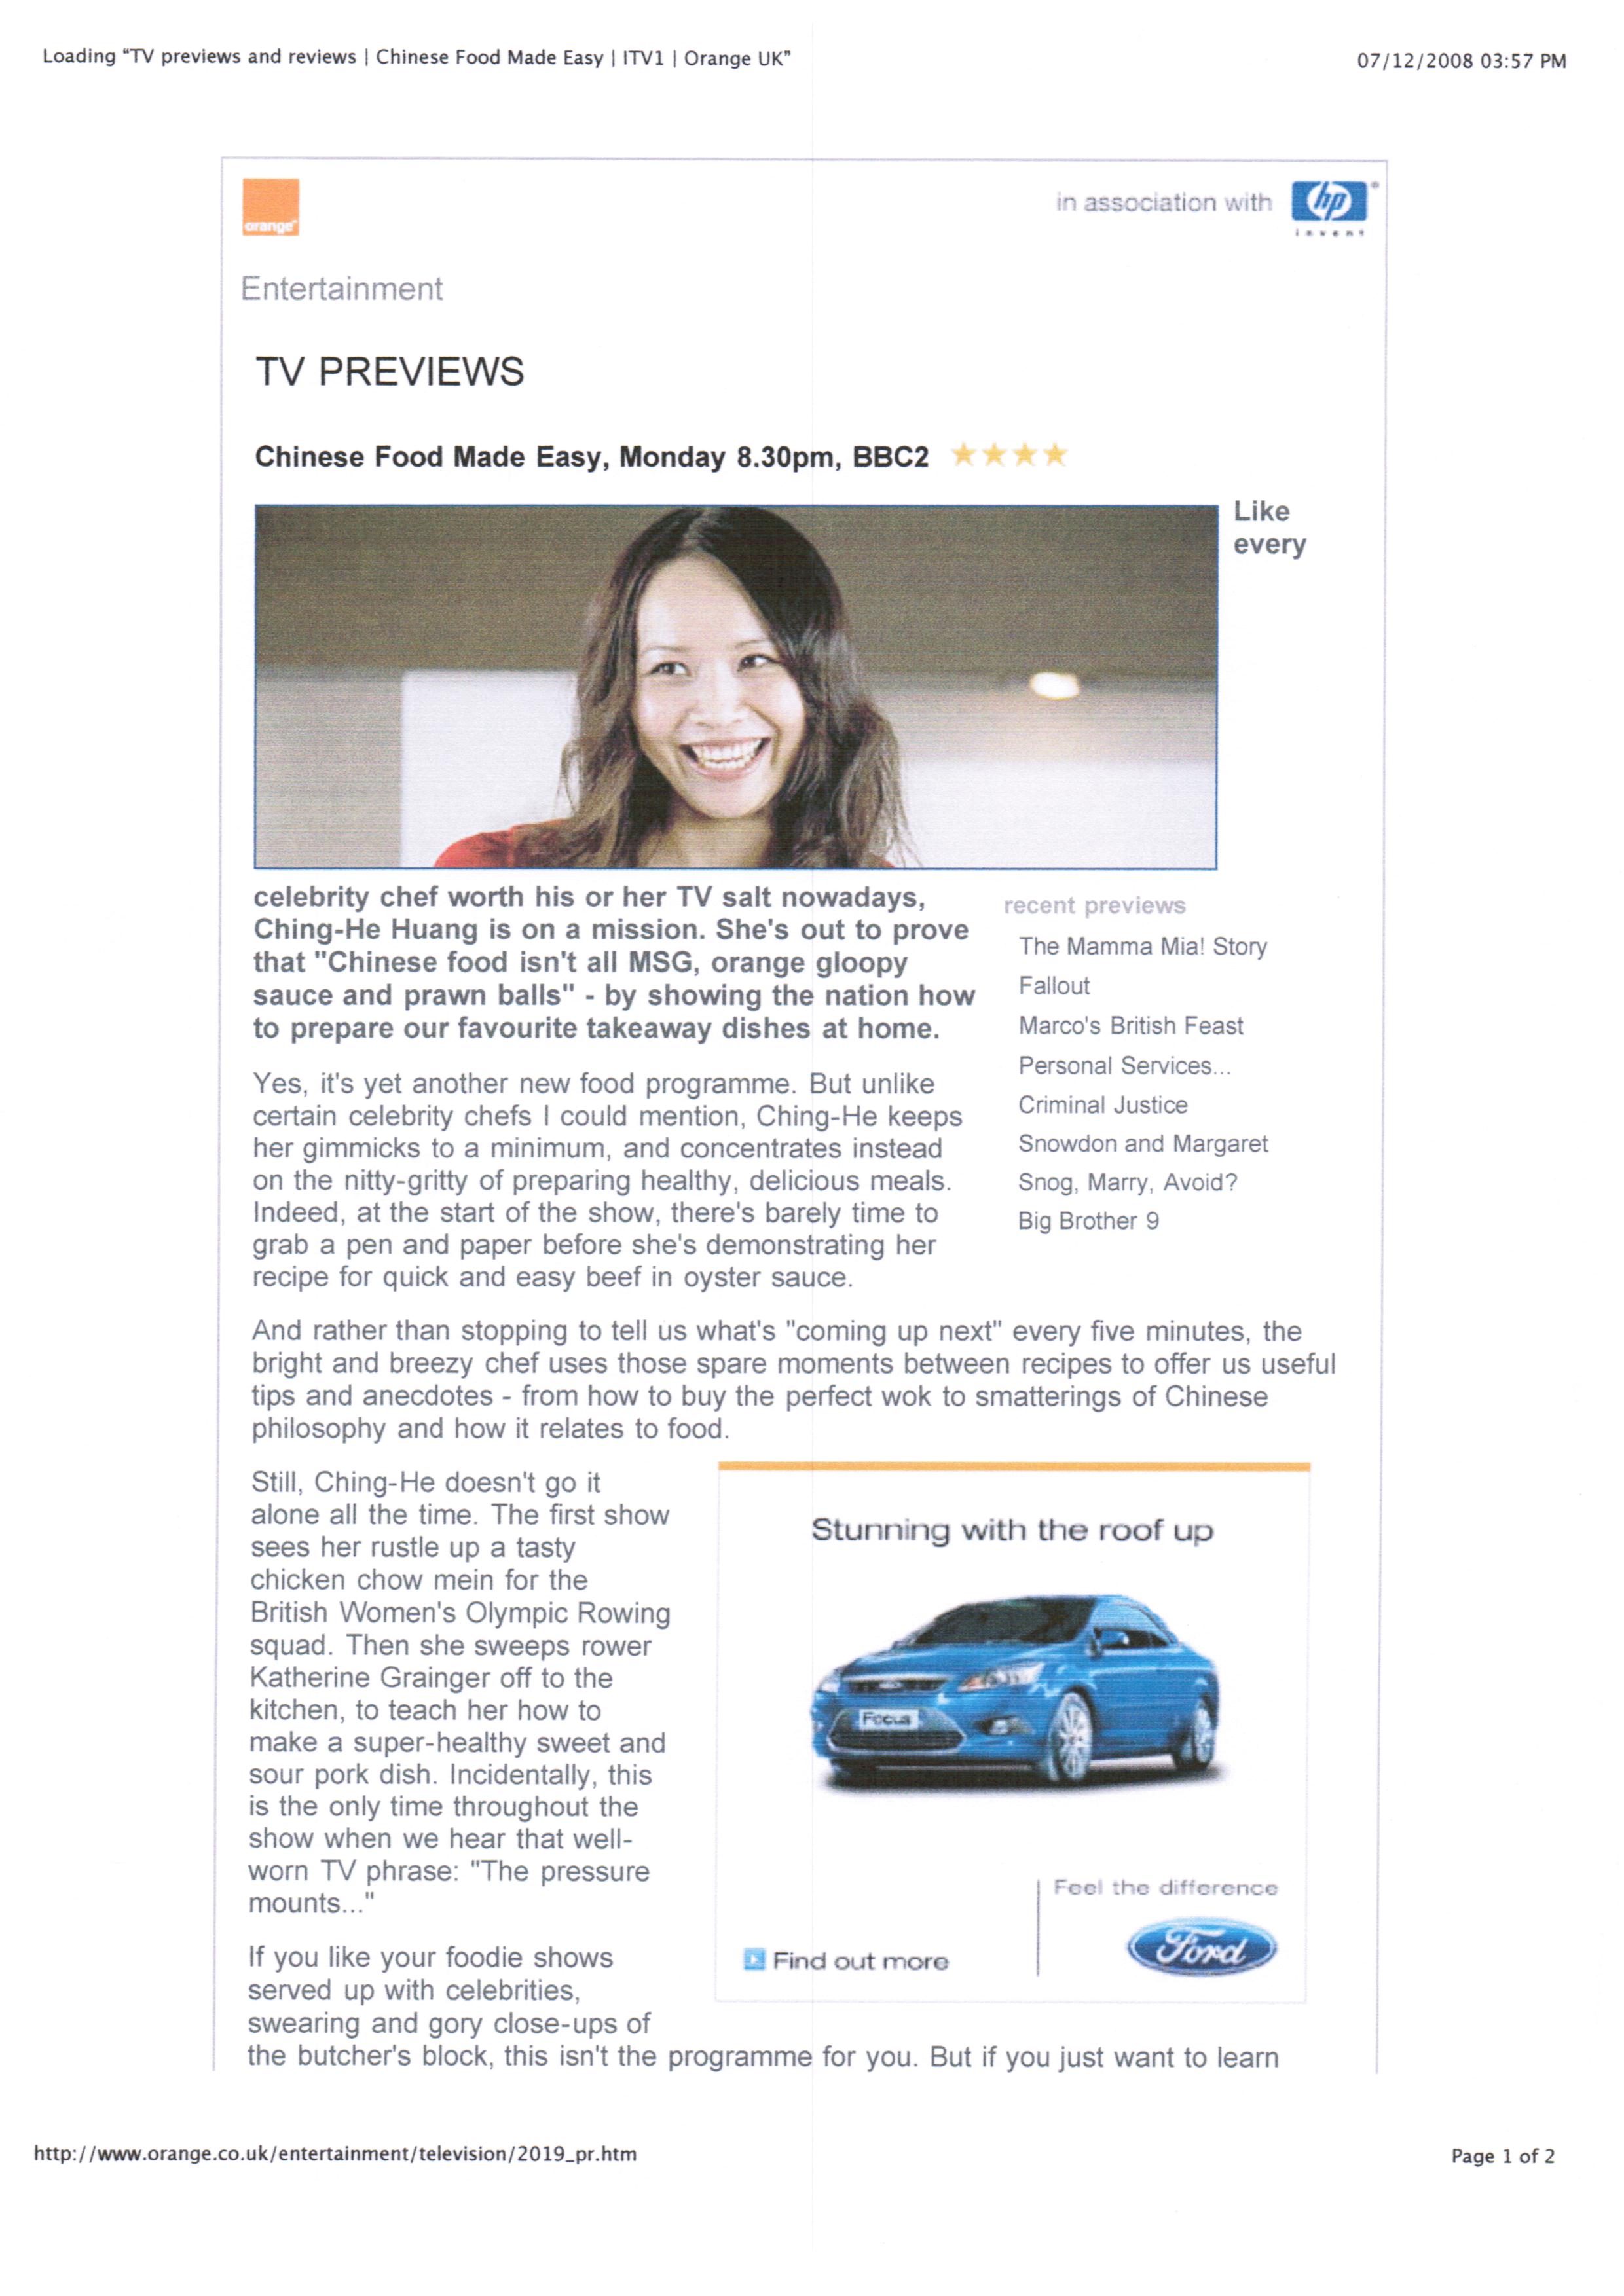 Loading "TV previews and reviews | Chinese Food Made Easy | ITV1 | Orange UK"
07/12/2008 03:57 PM
orange™
in association with
hp®
invent
Entertainment
TV PREVIEWS
Chinese Food Made Easy, Monday 8.30pm, BBC2
Like
every
celebrity chef worth his or her TV salt nowadays,
Ching-He Huang is on a mission. She's out to prove
that "Chinese food isn't all MSG, orange gloopy
sauce and prawn balls" - by showing the nation how
to prepare our favourite takeaway dishes at home.
recent previews
The Mamma Mia! Story
Fallout
Marco's British Feast
Personal Services...
Criminal Justice
Snowdon and Margaret
Snog, Marry, Avoid?
Big Brother 9
Yes, it's yet another new food programme. But unlike
certain celebrity chefs I could mention, Ching-He keeps
her gimmicks to a minimum, and concentrates instead
on the nitty-gritty of preparing healthy, delicious meals.
Indeed, at the start of the show, there's barely time to
grab a pen and paper before she's demonstrating her
recipe for quick and easy beef in oyster sauce.
And rather than stopping to tell us what's "coming up next" every five minutes, the
bright and breezy chef uses those spare moments between recipes to offer us useful
tips and anecdotes - from how to buy the perfect wok to smatterings of Chinese
philosophy and how it relates to food.
Still, Ching-He doesn't go it
alone all the time. The first show
sees her rustle up a tasty
chicken chow mein for the
British Women's Olympic Rowing
squad. Then she sweeps rower
Katherine Grainger off to the
kitchen, to teach her how to
make a super-healthy sweet and
sour pork dish. Incidentally, this
is the only time throughout the
show when we hear that well-
worn TV phrase: "The pressure
mounts..."
Stunning with the roof up
Focus
Feel the difference
Find out more
Ford
If you like your foodie shows
served up with celebrities,
swearing and gory close-ups of
the butcher's block, this isn't the programme for you. But if you just want to learn
http://www.orange.co.uk/entertainment/television/2019_pr.htm
Page 1 of 2